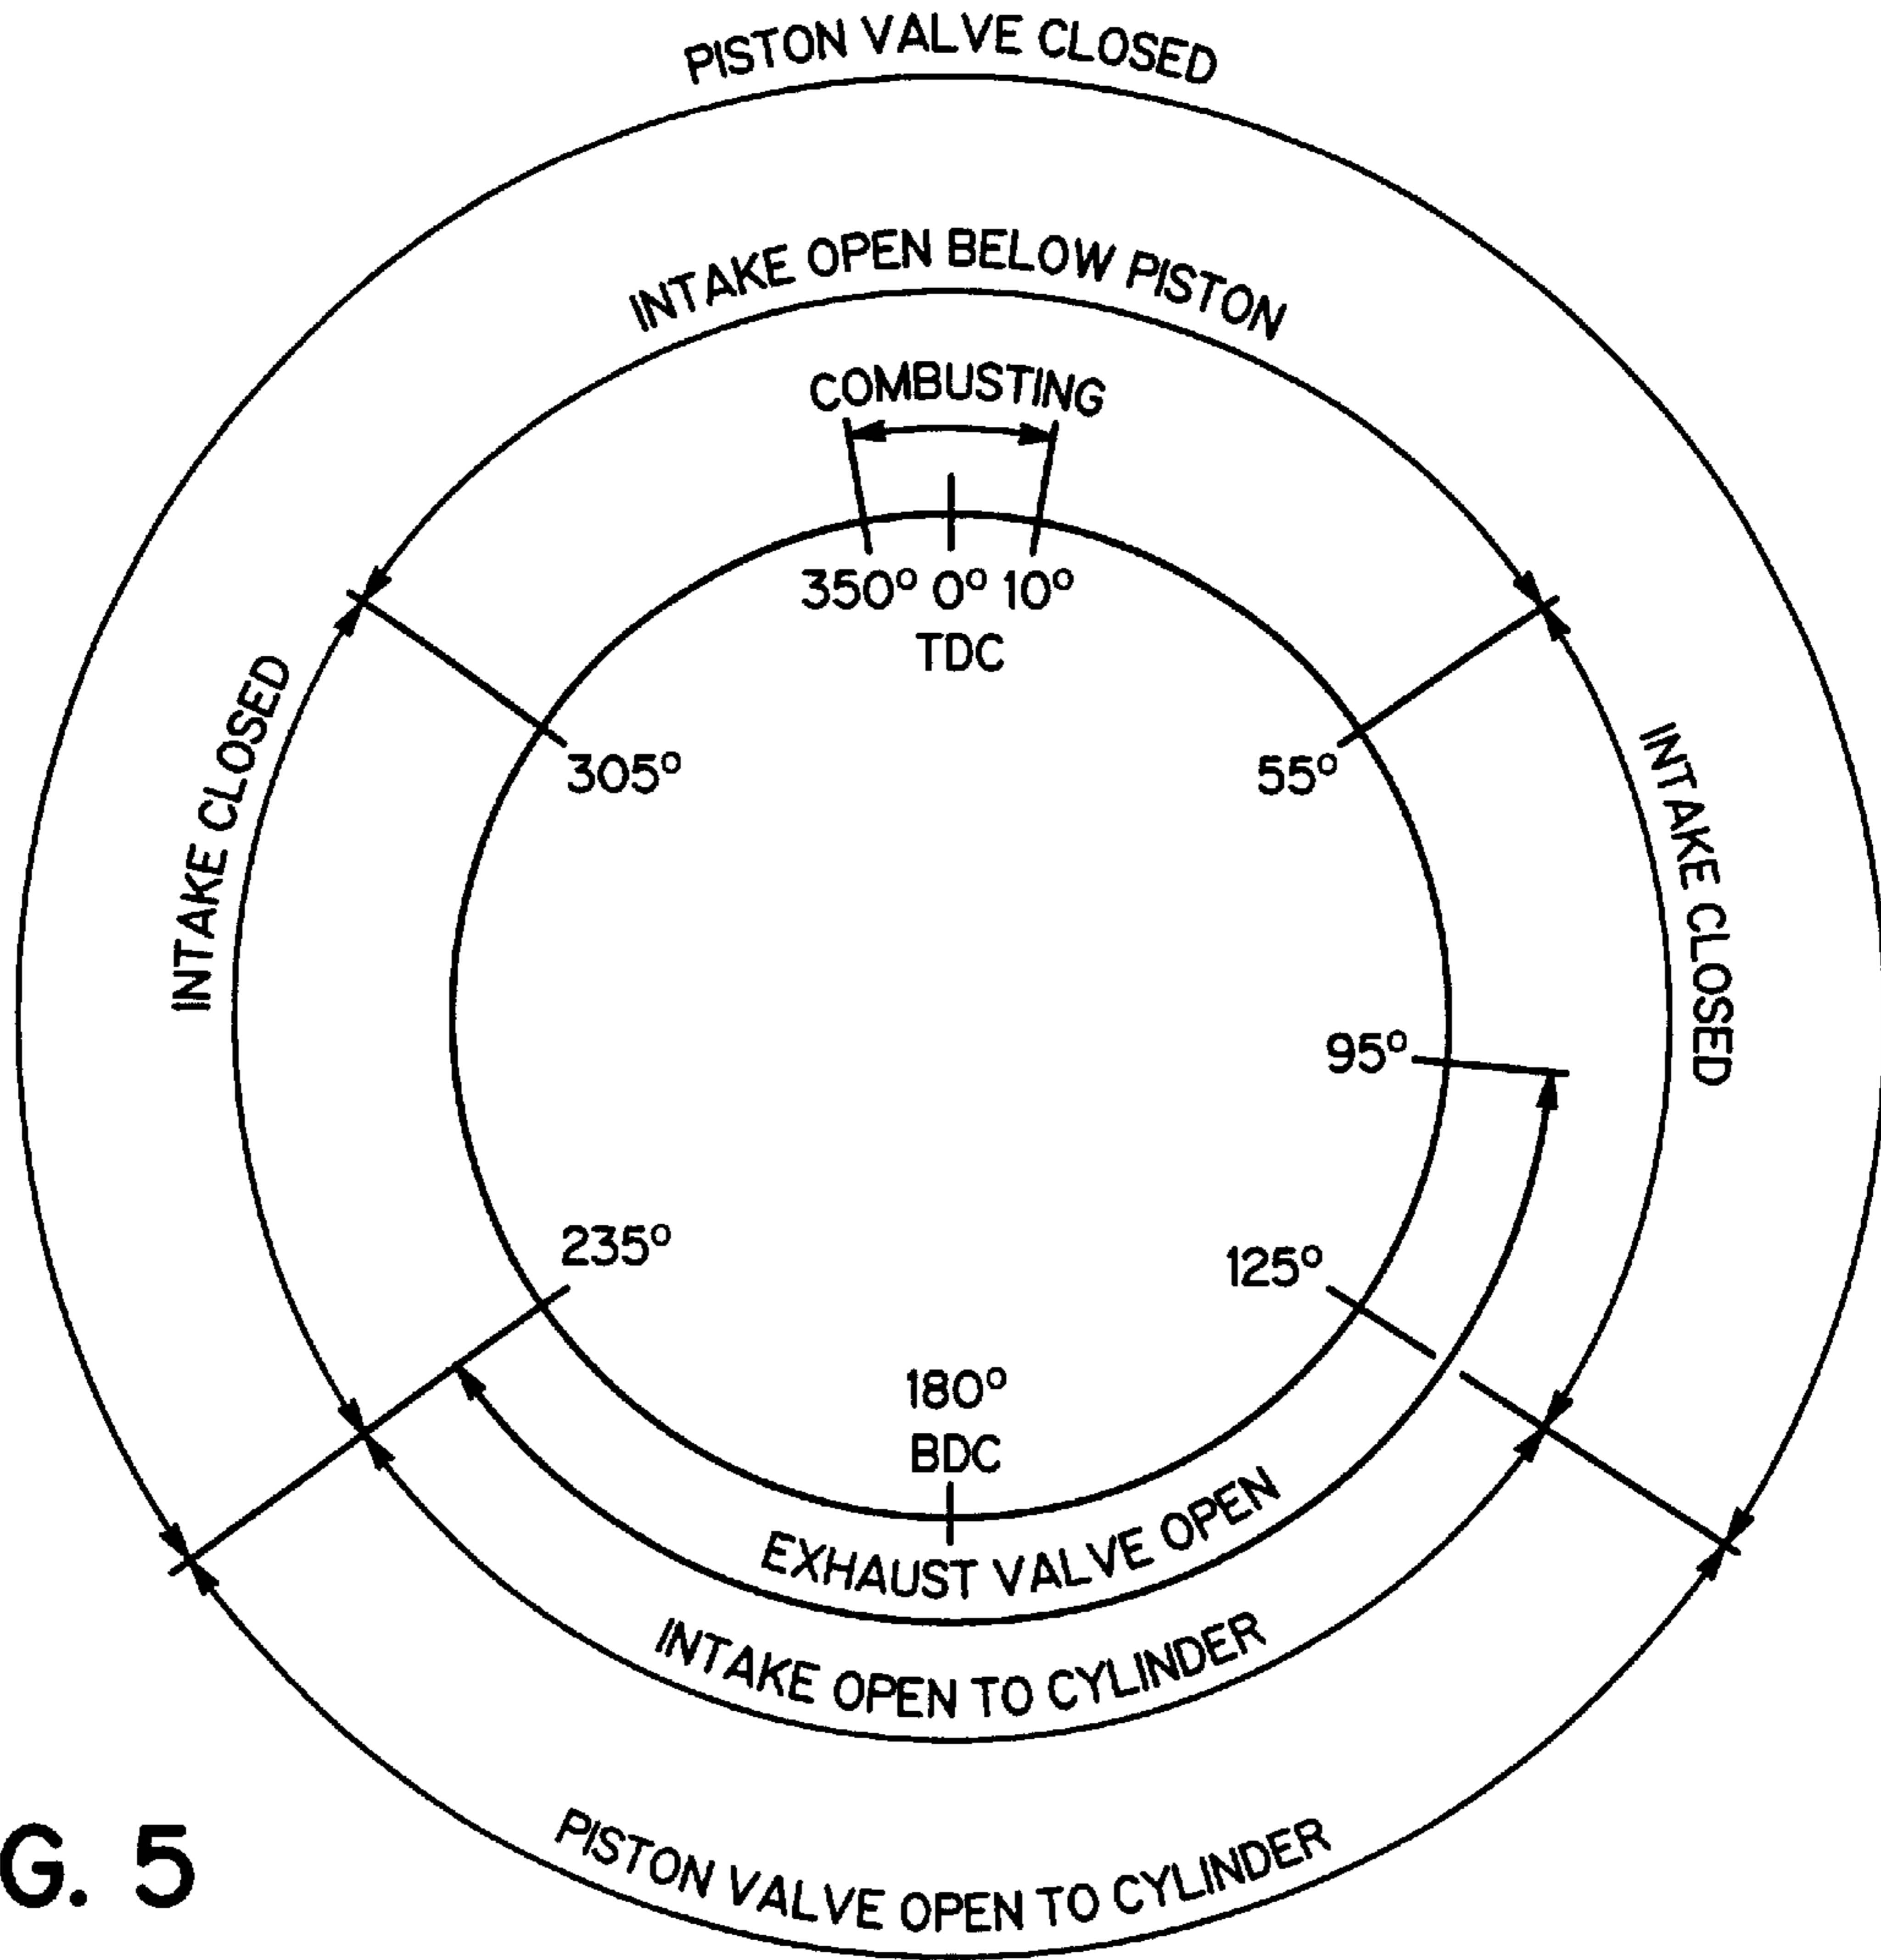 PISTON VALVE CLOSED
INTAKE OPEN BELOW PISTON
COMBUSTING
350° 0° 10°
TDC
INTAKE CLOSED
305°
55°
INTAKE CLOSED
95°
235°
125°
180°
BDC
EXHAUST VALVE OPEN
INTAKE OPEN TO CYLINDER
PISTON VALVE OPEN TO CYLINDER
G. 5